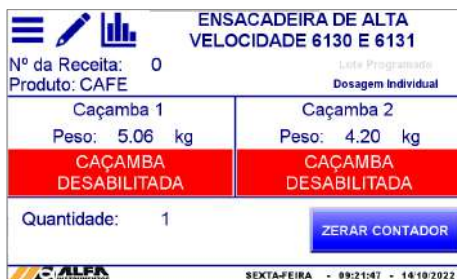 ENSACADEIRA DE ALTA
VELOCIDADE 6130 E 6131
Nº da Receita: 0
Lote Programado
Produto: CAFE
Dosagem Individual
Caçamba 1
Peso: 5.06 kg
CAÇAMBA
DESABILITADA
Caçamba 2
Peso: 4.20 kg
CAÇAMBA
DESABILITADA
Quantidade: 1
ZERAR CONTADOR
ALFA
INSTRUMENTOS
SEXTA-FEIRA - 09:21:47 - 14/10/2022